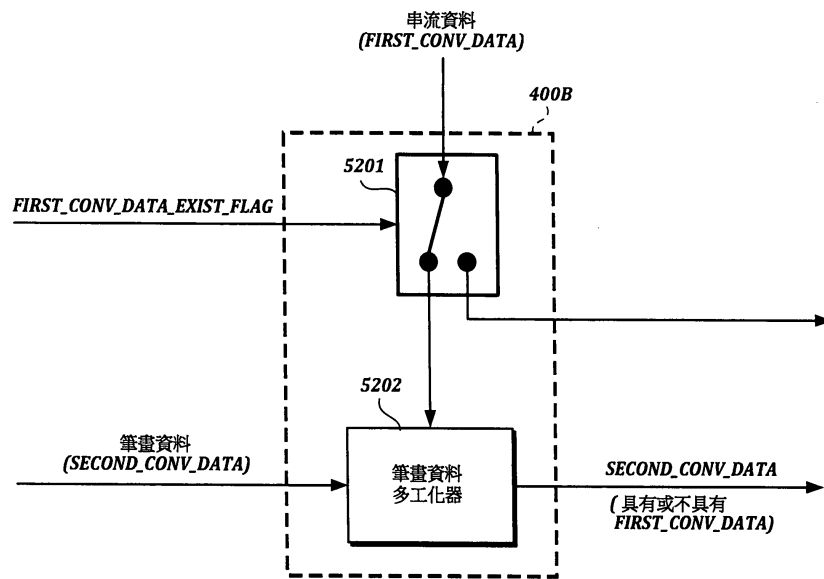 串流資料
(FIRST_CONV_DATA)
400B
5201
FIRST_CONV_DATA_EXIST_FLAG
5202
筆畫資料
(SECOND_CONV_DATA)
筆畫資料
多工化器
SECOND_CONV_DATA
(具有或不具有
FIRST_CONV_DATA)